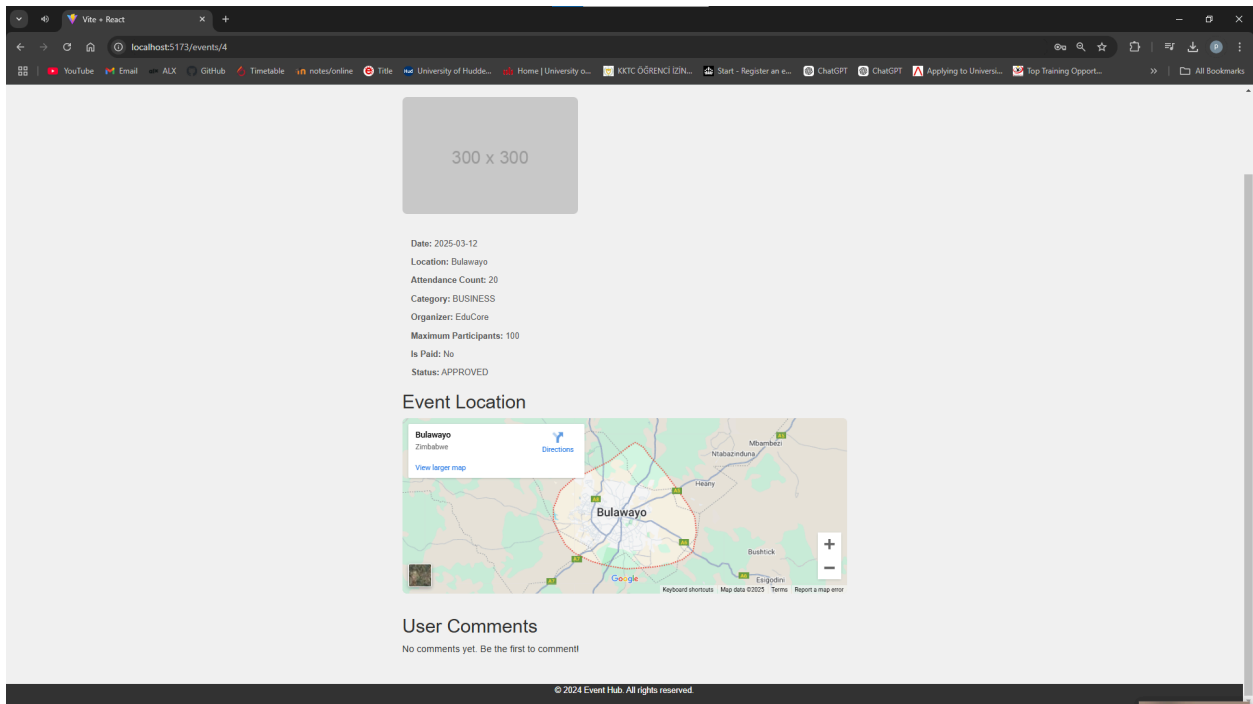 Vite + React
localhost:5173/events/4
YouTube
Email
ALX
GitHub
Timetable
notes/online
Title
University of Hudde...
Home | University o...
KKTC ÖĞRENCİ İZİN...
Start - Register an e...
ChatGPT
ChatGPT
Applying to Universi...
Top Training Opport...
All Bookmarks
300 x 300
Date: 2025-03-12
Location: Bulawayo
Attendance Count: 20
Category: BUSINESS
Organizer: EduCore
Maximum Participants: 100
Is Paid: No
Status: APPROVED
Event Location
Bulawayo
Zimbabwe
Directions
View larger map
Mbambezi
Ntabazinduna
Heany
Bulawayo
Bushtick
Esigodini
Google
Keyboard shortcuts
Map data ©2025
Terms
Report a map error
User Comments
No comments yet. Be the first to comment!
© 2024 Event Hub. All rights reserved.